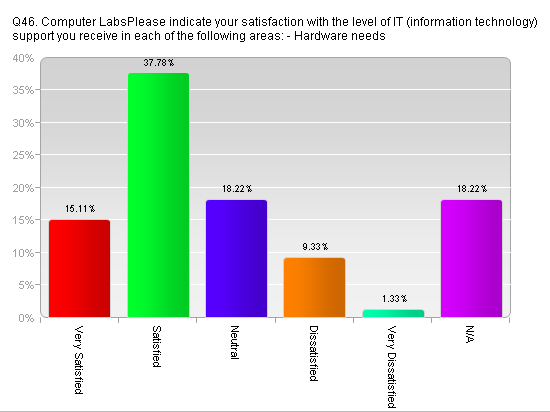 Q46. Computer LabsPlease indicate your satisfaction with the level of IT (information technology)
support you receive in each of the following areas: - Hardware needs
40%
35%
30%
25%
20%
15%
10%
5%
0%
15.11%
37.78%
18.22%
9.33%
1.33%
18.22%
Very Satisfied
Satisfied
Neutral
Dissatisfied
Very Dissatisfied
N/A